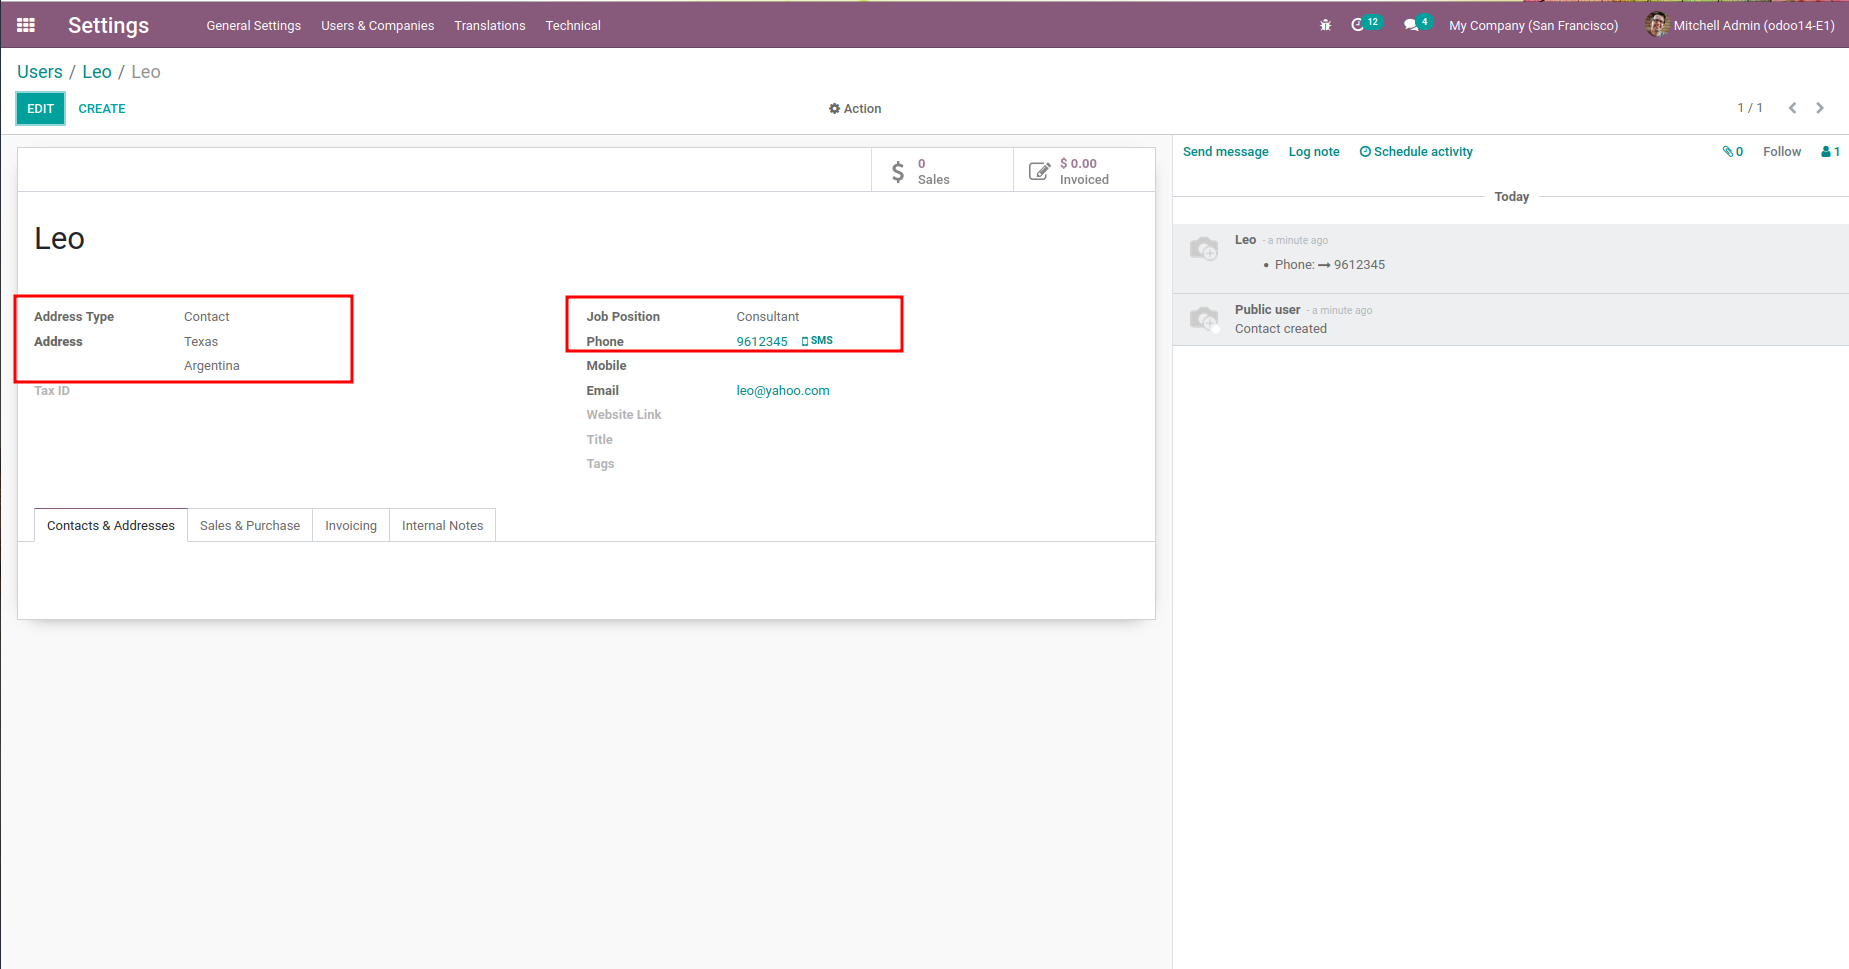 Settings General Settings Users & Companies Translations Technical 12 4 My Company (San Francisco) Mitchell Admin (odoo14-E1)
Users / Leo / Leo
EDIT CREATE Action 1 / 1
0
Sales
$ 0.00
Invoiced
Leo
Address Type Contact
Address Texas
Argentina
Tax ID
Job Position Consultant
Phone 9612345 SMS
Mobile
Email leo@yahoo.com
Website Link
Title
Tags
Contacts & Addresses Sales & Purchase Invoicing Internal Notes
Send message Log note Schedule activity 0 Follow 1
Today
Leo - a minute ago
• Phone: → 9612345
Public user - a minute ago
Contact created